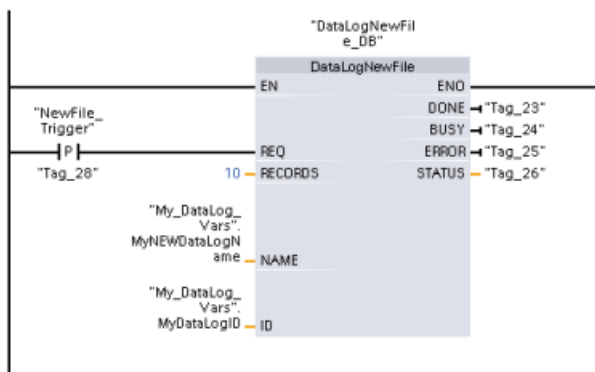 "DataLogNewFil
e_DB"
DataLogNewFile
EN
ENO
DONE
"Tag_23"
"NewFile_
Trigger"
BUSY
"Tag_24"
P
REQ
ERROR
"Tag_25"
"Tag_28"
10
RECORDS
STATUS
"Tag_26"
"My_DataLog_
Vars".
MyNEWDataLogN
ame
NAME
"My_DataLog_
Vars".
MyDataLogID
ID